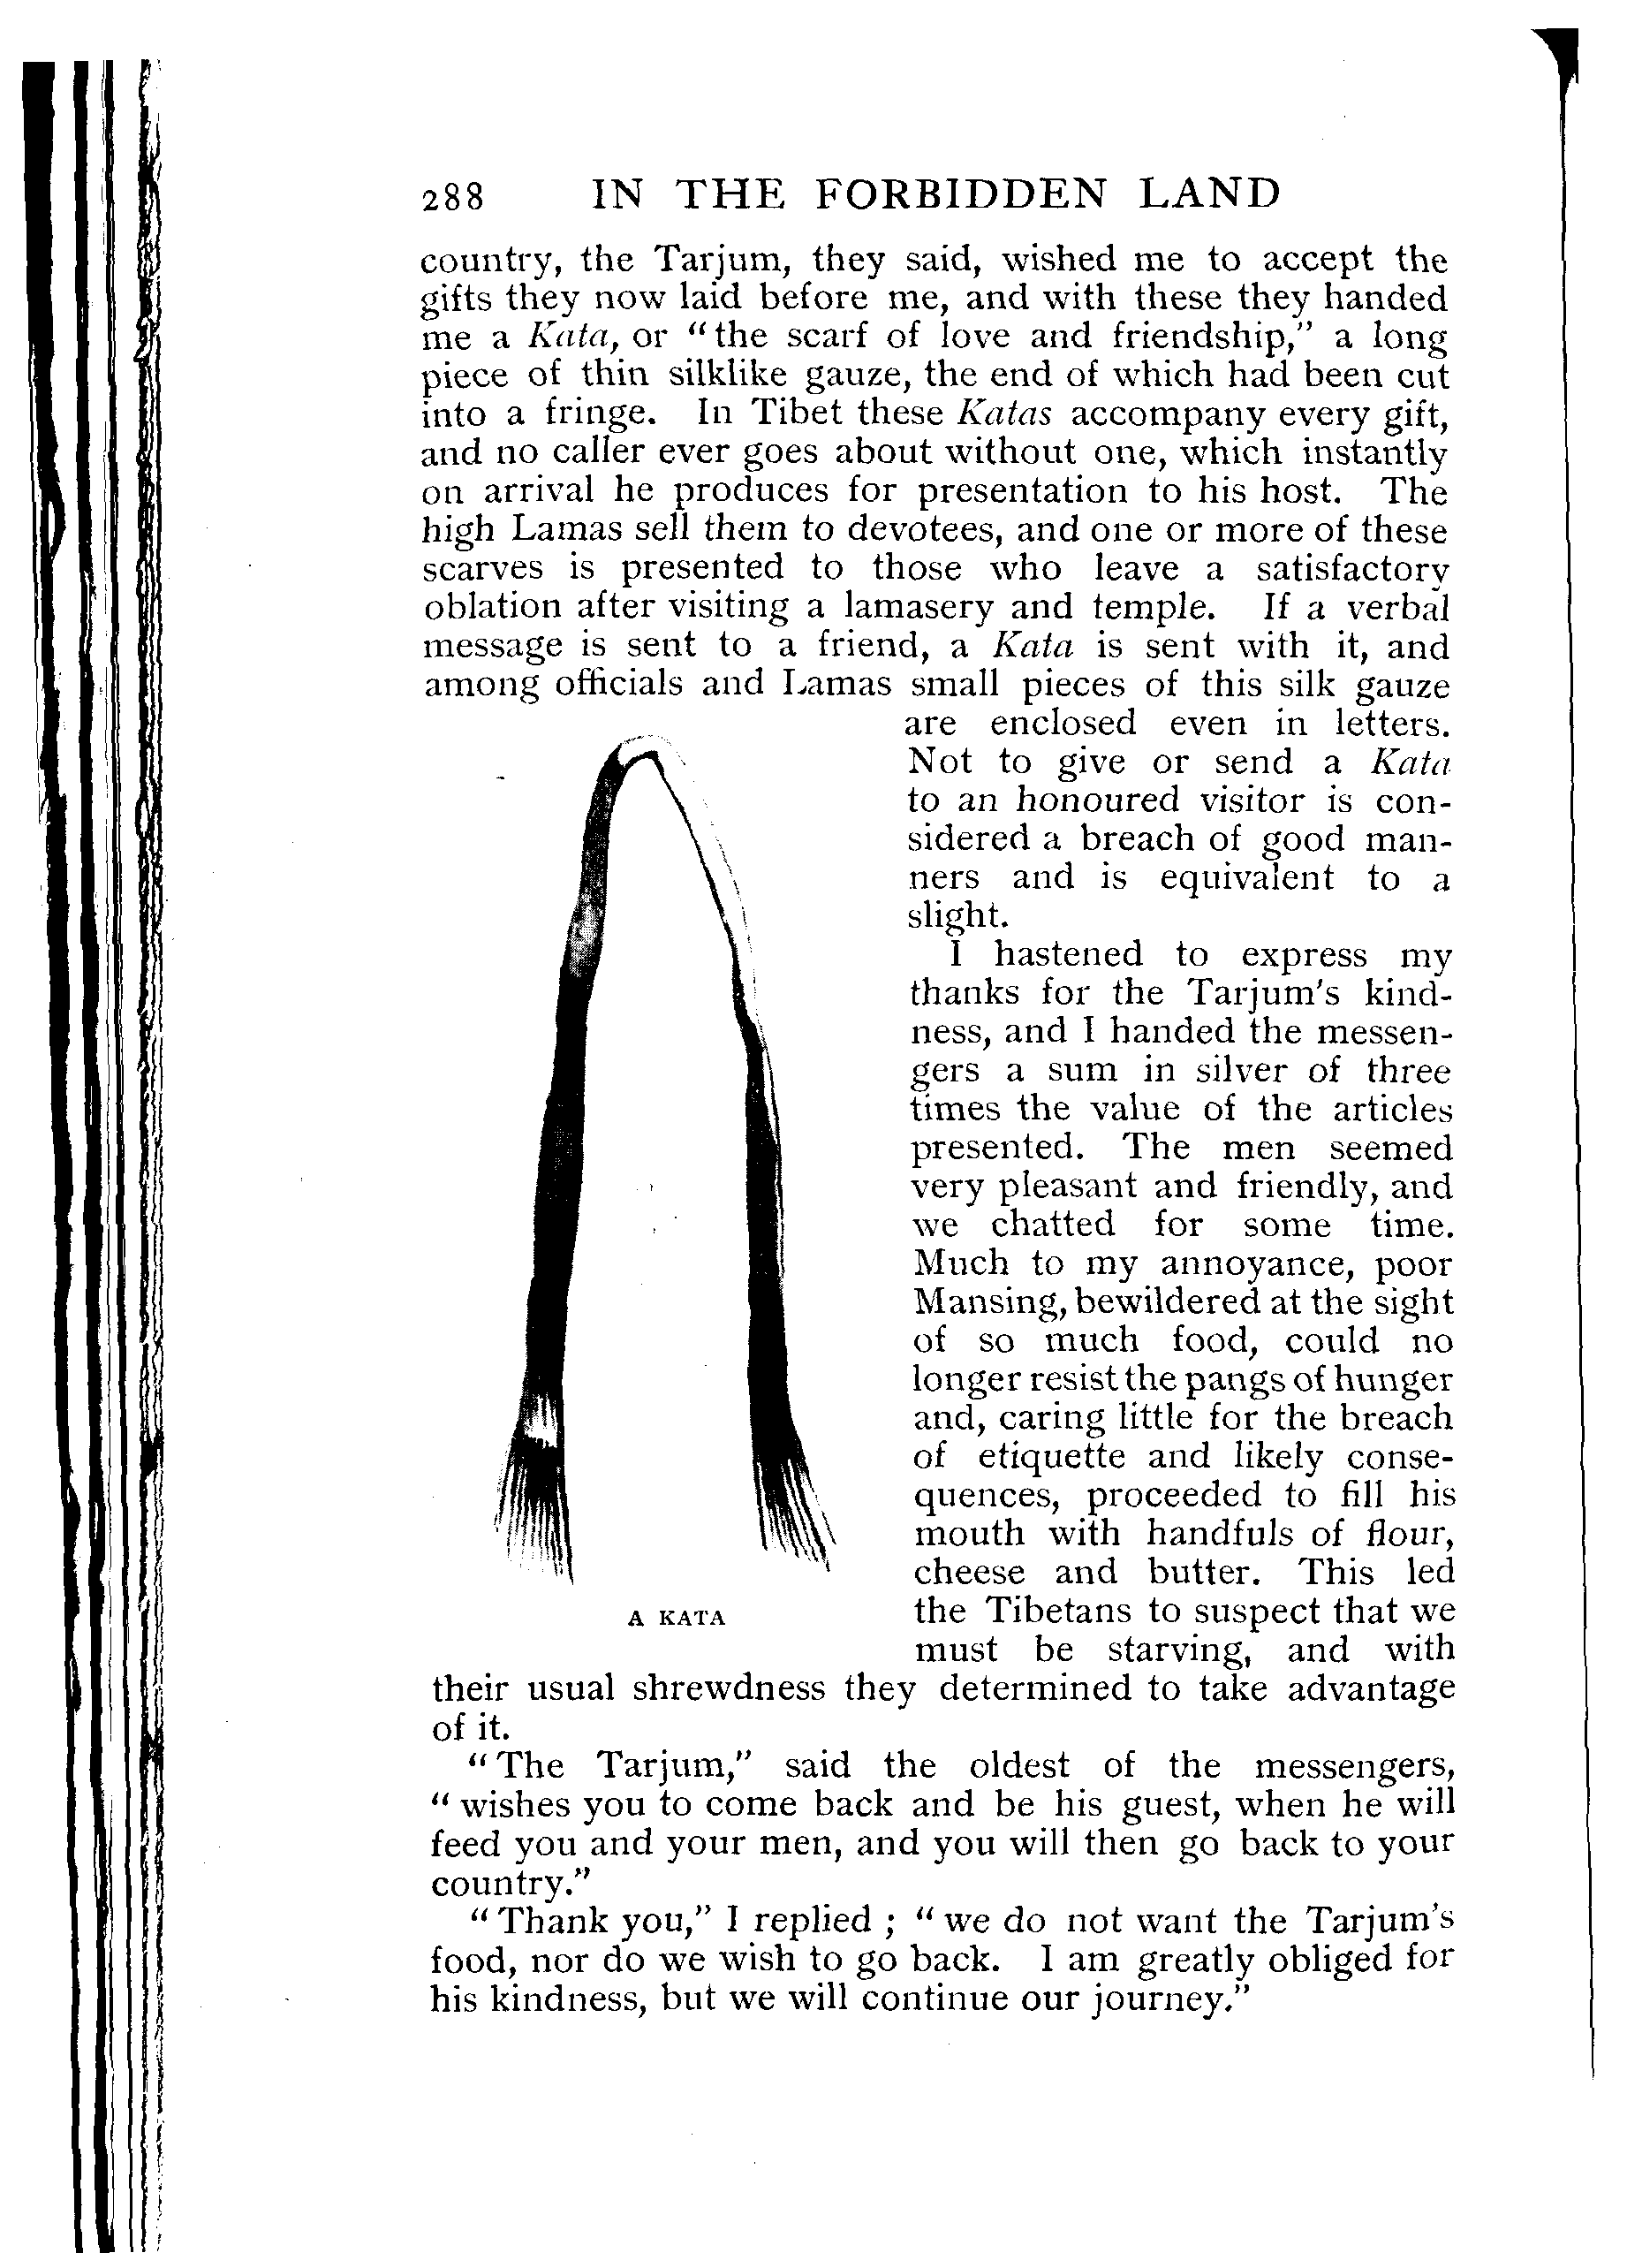 288 IN THE FORBIDDEN LAND
country, the Tarjum, they said, wished me to accept the
gifts they now laid before me, and with these they handed
me a Kata, or "the scarf of love and friendship," a long
piece of thin silklike gauze, the end of which had been cut
into a fringe. In Tibet these Katas accompany every gift,
and no caller ever goes about without one, which instantly
on arrival he produces for presentation to his host. The
high Lamas sell them to devotees, and one or more of these
scarves is presented to those who leave a satisfactory
oblation after visiting a lamasery and temple. If a verbal
message is sent to a friend, a Kata is sent with it, and
among officials and Lamas small pieces of this silk gauze
are enclosed even in letters.
Not to give or send a Kata
to an honoured visitor is con-
sidered a breach of good man-
ners and is equivalent to a
slight.
I hastened to express my
thanks for the Tarjum's kind-
ness, and I handed the messen-
gers a sum in silver of three
times the value of the articles
presented. The men seemed
very pleasant and friendly, and
we chatted for some time.
Much to my annoyance, poor
Mansing, bewildered at the sight
of so much food, could no
longer resist the pangs of hunger
and, caring little for the breach
of etiquette and likely conse-
quences, proceeded to fill his
mouth with handfuls of flour,
cheese and butter. This led
the Tibetans to suspect that we
must be starving, and with
A KATA
their usual shrewdness they determined to take advantage
of it.
"The Tarjum," said the oldest of the messengers,
"wishes you to come back and be his guest, when he will
feed you and your men, and you will then go back to your
country."
"Thank you," I replied ; "we do not want the Tarjum's
food, nor do we wish to go back. I am greatly obliged for
his kindness, but we will continue our journey."